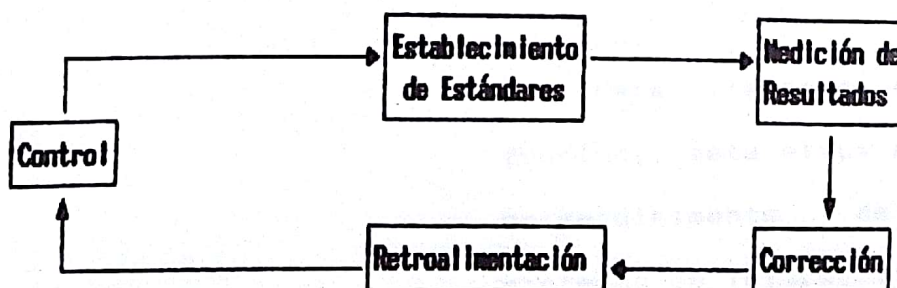 Establecimiento
de Estándares
Medición de
Resultados
Control
Retroalimentación
Corrección